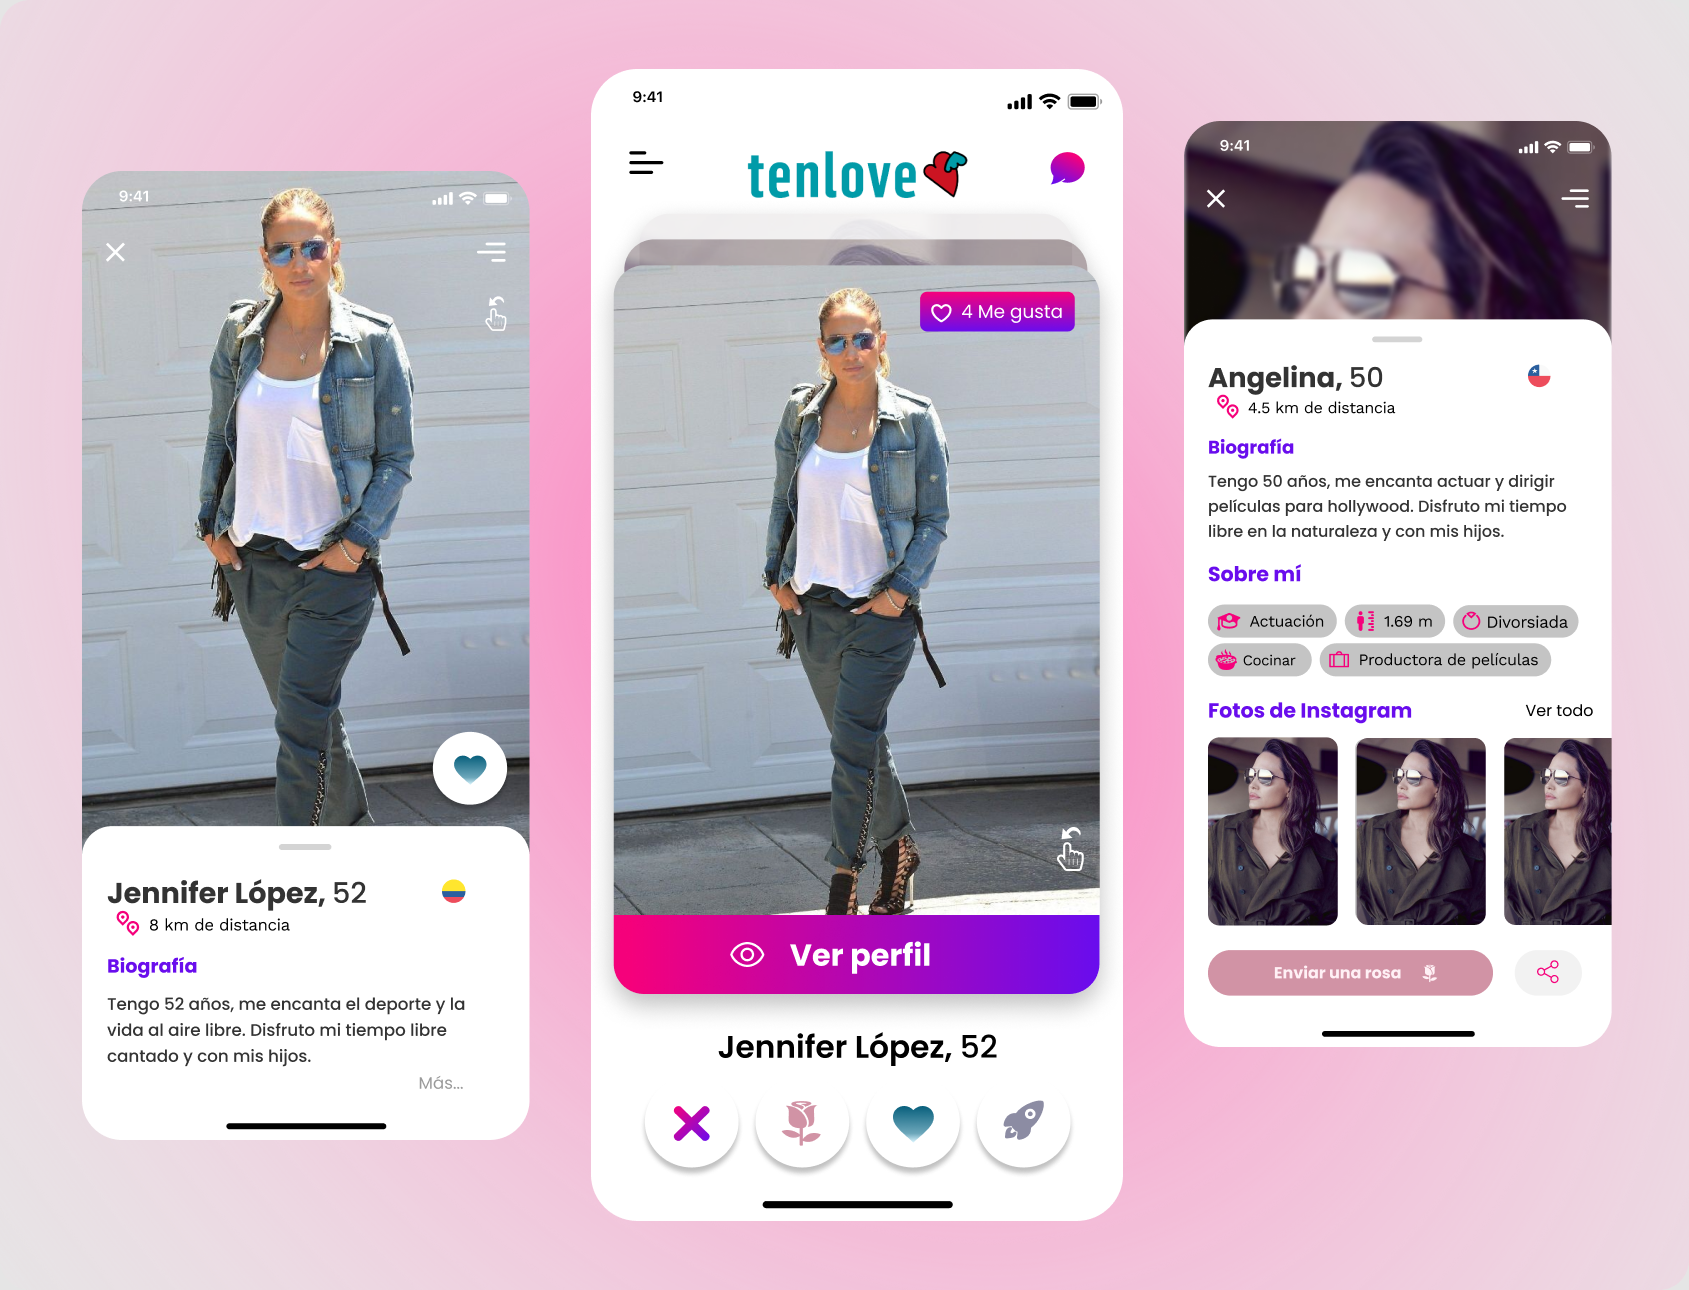 9:41
Jennifer López, 52
8 km de distancia
Biografía
Tengo 52 años, me encanta el deporte y la
vida al aire libre. Disfruto mi tiempo libre
cantado y con mis hijos.
Más...
9:41
tenlove
4 Me gusta
Ver perfil
Jennifer López, 52
9:41
Angelina, 50
4.5 km de distancia
Biografía
Tengo 50 años, me encanta actuar y dirigir
películas para hollywood. Disfruto mi tiempo
libre en la naturaleza y con mis hijos.
Sobre mí
Actuación
1.69 m
Divorsiada
Cocinar
Productora de películas
Fotos de Instagram
Ver todo
Enviar una rosa